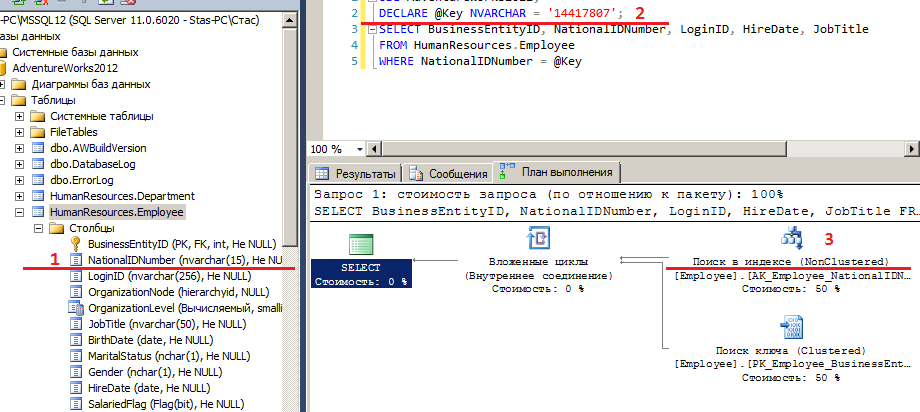 -PC\MSSQL12 (SQL Server 11.0.6020 - Stas-PC\Стас)
азы данных
Системные базы данных
AdventureWorks2012
Диаграммы баз данных
Таблицы
Системные таблицы
FileTables
dbo.AWBuildVersion
dbo.DatabaseLog
dbo.ErrorLog
HumanResources.Department
HumanResources.Employee
Столбцы
BusinessEntityID (PK, FK, int, Не NULL)
1
NationalIDNumber (nvarchar(15), Не NU
LoginID (nvarchar(256), Не NULL)
OrganizationNode (hierarchyid, NULL)
OrganizationLevel (Вычисляемый, smalli
JobTitle (nvarchar(50), Не NULL)
BirthDate (date, Не NULL)
MaritalStatus (nchar(1), Не NULL)
Gender (nchar(1), Не NULL)
HireDate (date, Не NULL)
SalariedFlag (Flag(bit), Не NULL)
2 DECLARE @Key NVARCHAR = '14417807'; 2
3 SELECT BusinessEntityID, NationalIDNumber, LoginID, HireDate, JobTitle
4 FROM HumanResources.Employee
5 WHERE NationalIDNumber = @Key
100 %
Результаты Сообщения План выполнения
Запрос 1: стоимость запроса (по отношению к пакету): 100%
SELECT BusinessEntityID, NationalIDNumber, LoginID, HireDate, JobTitle FR…
SELECT
Стоимость: 0 %
Вложенные циклы
(Внутреннее соединение)
Стоимость: 0 %
3
Поиск в индексе (NonClustered)
[Employee].[AK_Employee_NationalIDN…
Стоимость: 50 %
Поиск ключа (Clustered)
[Employee].[PK_Employee_BusinessEnt…
Стоимость: 50 %